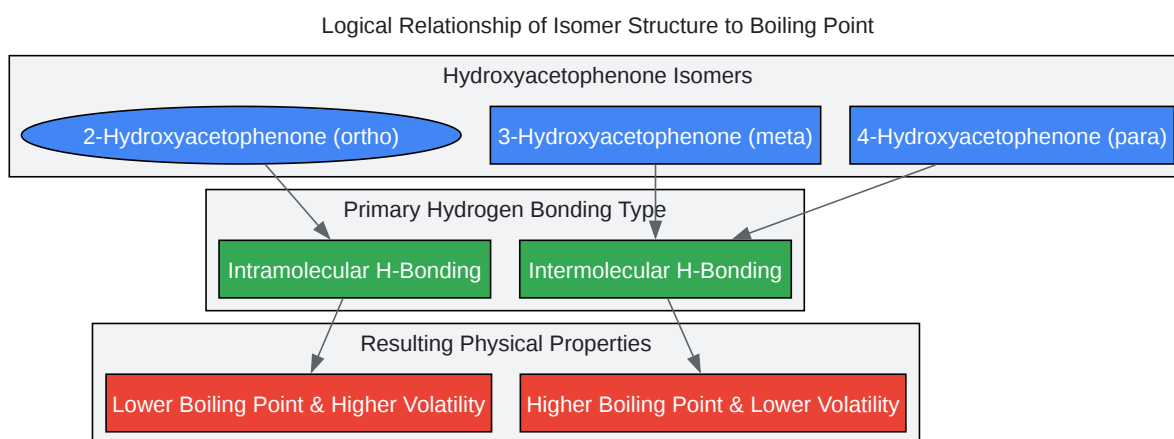 Logical Relationship of Isomer Structure to Boiling Point
Hydroxyacetophenone Isomers
2-Hydroxyacetophenone (ortho)
3-Hydroxyacetophenone (meta)
4-Hydroxyacetophenone (para)
Primary Hydrogen Bonding Type
Intramolecular H-Bonding
Intermolecular H-Bonding
Resulting Physical Properties
Lower Boiling Point & Higher Volatility
Higher Boiling Point & Lower Volatility